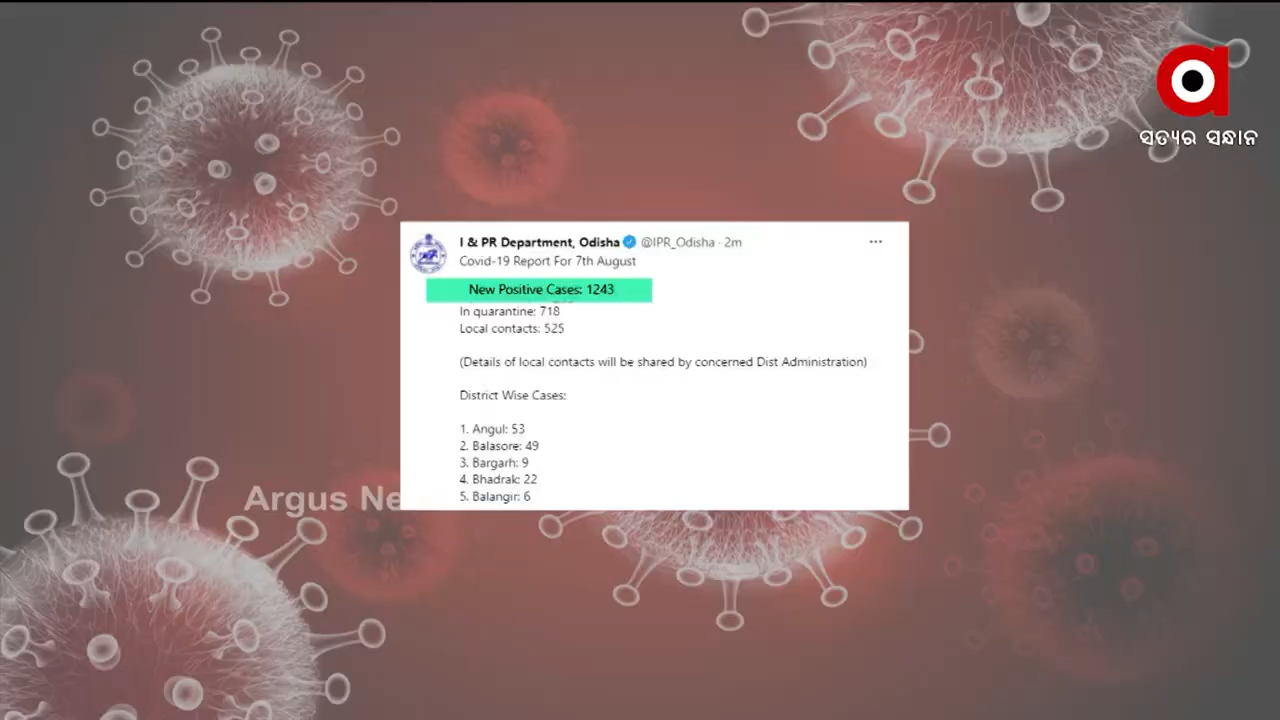 ସତ୍ୟର ସନ୍ଧାନ
I & PR Department, Odisha @IPR_Odisha · 2m
Covid-19 Report For 7th August
New Positive Cases: 1243
In quarantine: 718
Local contacts: 525
(Details of local contacts will be shared by concerned Dist Administration)
District Wise Cases:
1. Angul: 53
2. Balasore: 49
3. Bargarh: 9
4. Bhadrak: 22
5. Balangir: 6
Argus Ne